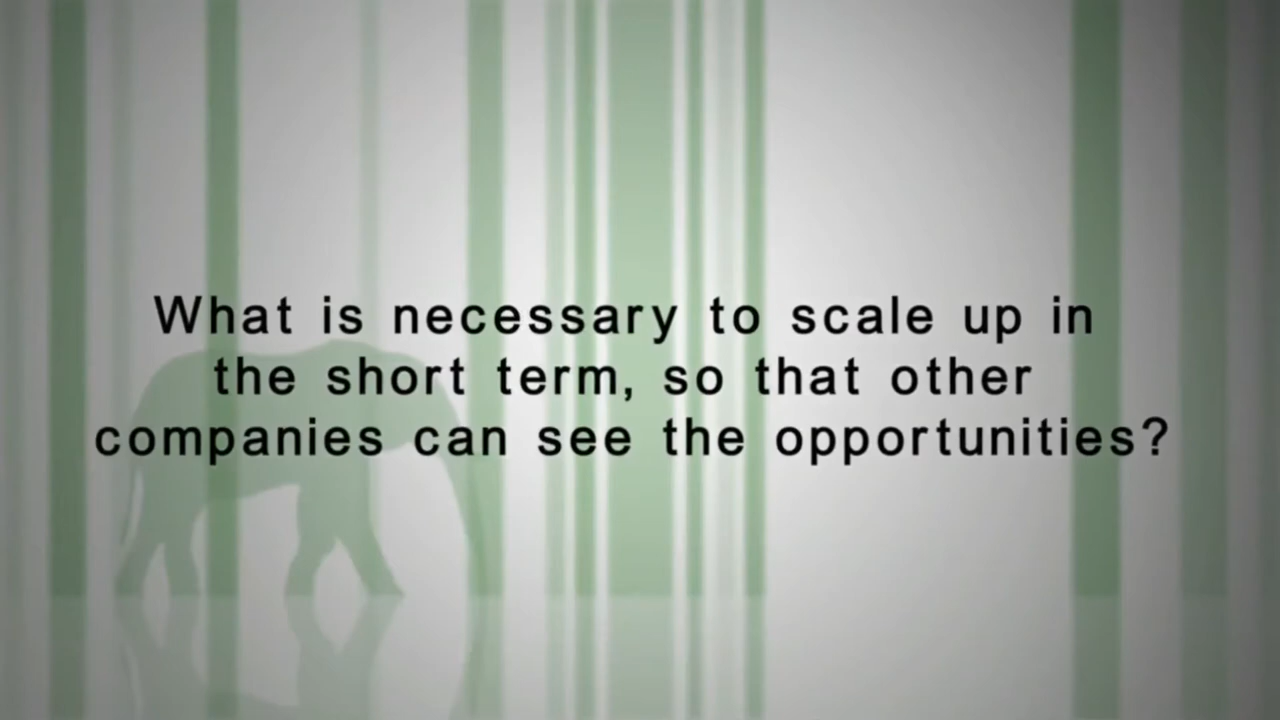 What is necessary to scale up in
the short term, so that other
companies can see the opportunities?